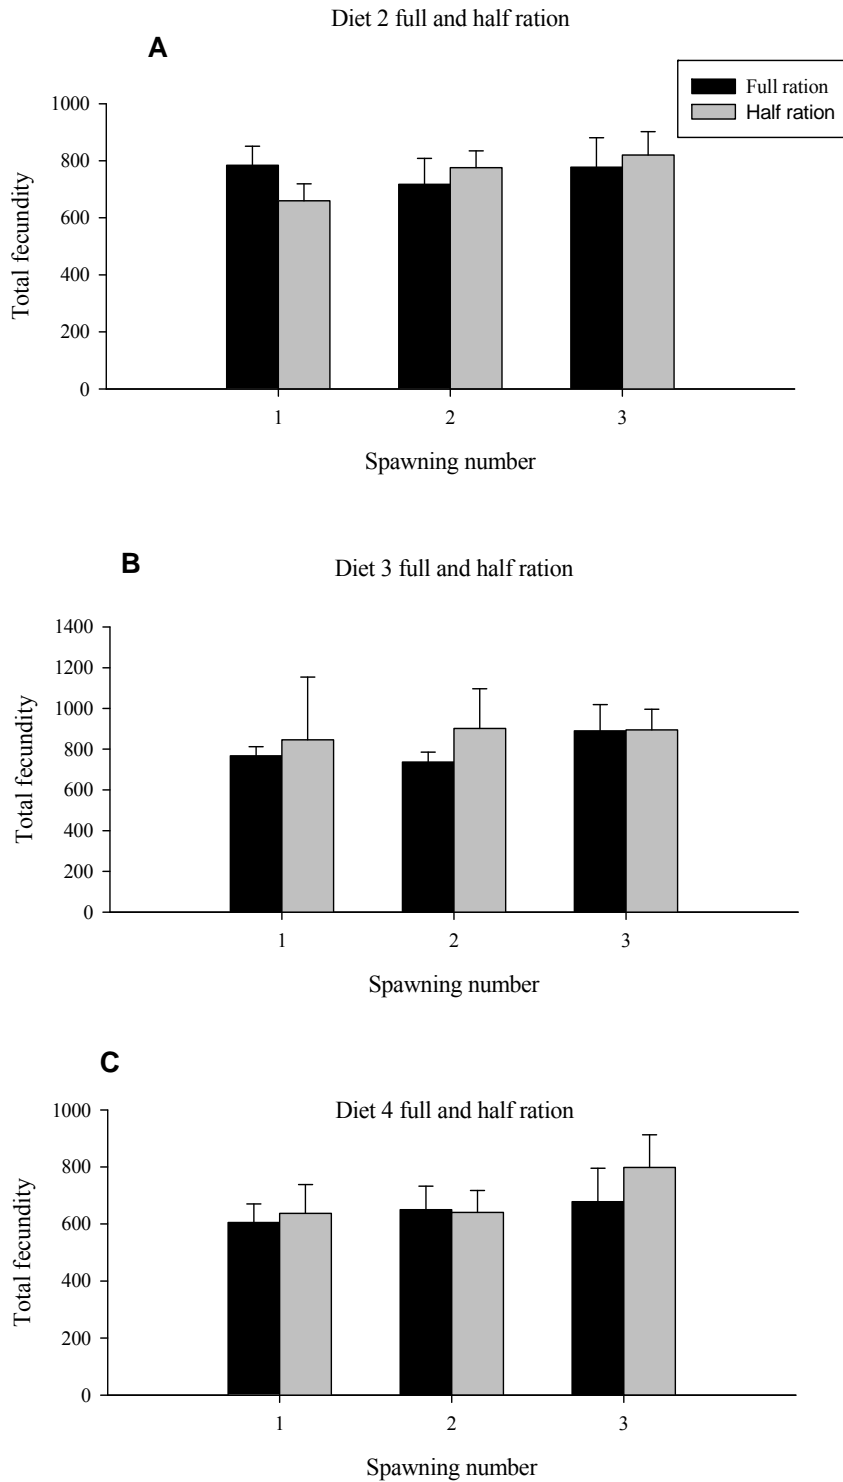 Diet 2 full and half ration
A
Full ration
Half ration
1000
800
600
400
200
0
Total fecundity
1 2 3
Spawning number
B
Diet 3 full and half ration
1400
1200
1000
800
600
400
200
0
Total fecundity
1 2 3
Spawning number
C
Diet 4 full and half ration
1000
800
600
400
200
0
Total fecundity
1 2 3
Spawning number